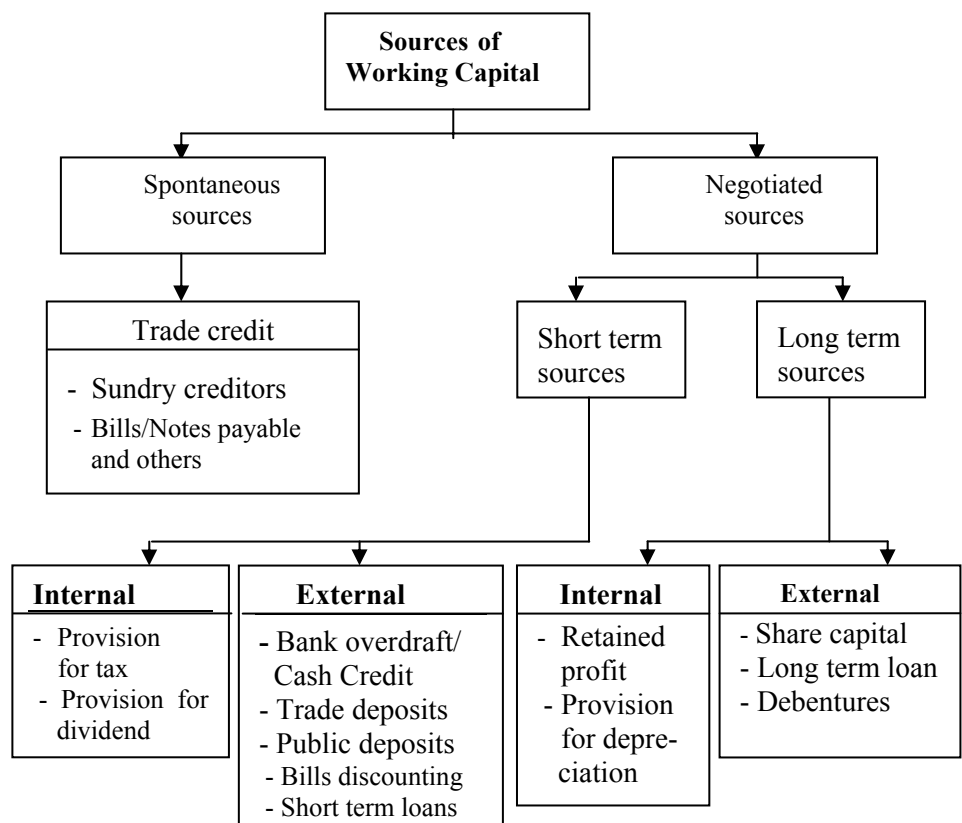 Sources of
Working Capital
Spontaneous
sources
Negotiated
sources
Trade credit
- Sundry creditors
- Bills/Notes payable
and others
Short term
sources
Long term
sources
Internal
- Provision
for tax
- Provision for
dividend
External
- Bank overdraft/
Cash Credit
- Trade deposits
- Public deposits
- Bills discounting
- Short term loans
Internal
- Retained
profit
- Provision
for depre-
ciation
External
- Share capital
- Long term loan
- Debentures